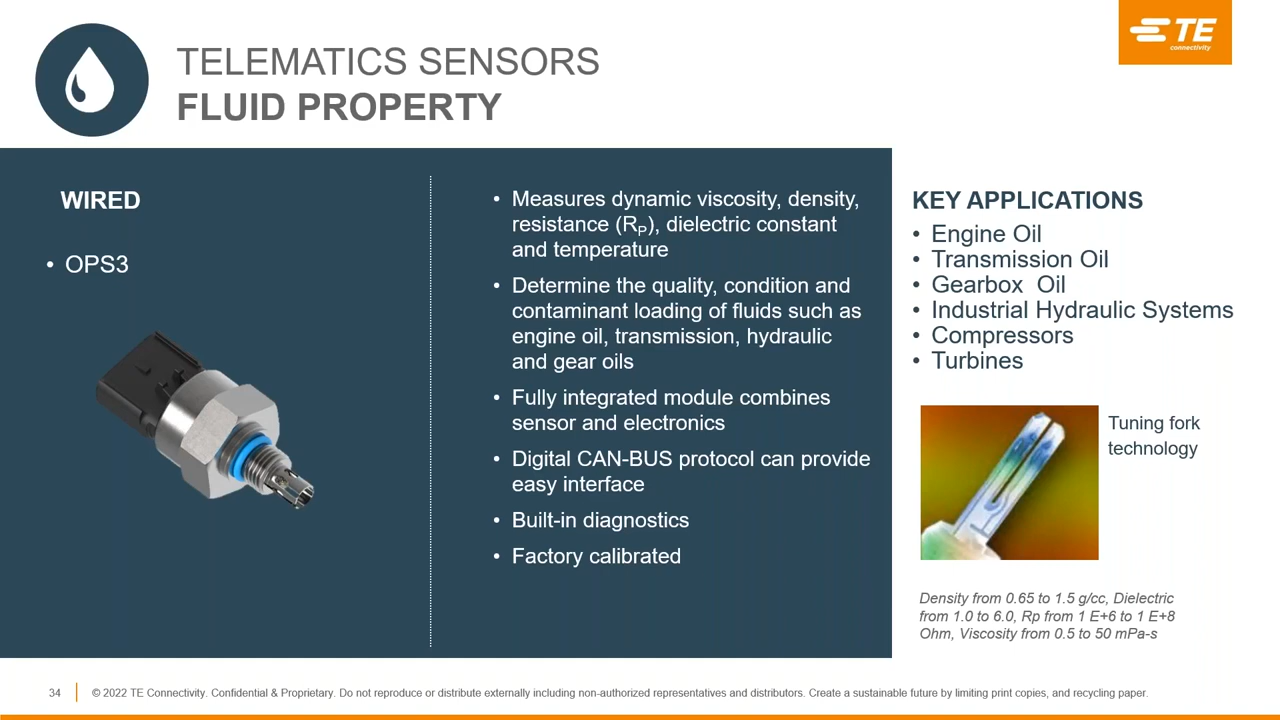 TELEMATICS SENSORS
FLUID PROPERTY
TE
connectivity
WIRED
• OPS3
• Measures dynamic viscosity, density,
resistance (RP), dielectric constant
and temperature
• Determine the quality, condition and
contaminant loading of fluids such as
engine oil, transmission, hydraulic
and gear oils
• Fully integrated module combines
sensor and electronics
• Digital CAN-BUS protocol can provide
easy interface
• Built-in diagnostics
• Factory calibrated
KEY APPLICATIONS
• Engine Oil
• Transmission Oil
• Gearbox Oil
• Industrial Hydraulic Systems
• Compressors
• Turbines
Tuning fork
technology
Density from 0.65 to 1.5 g/cc, Dielectric
from 1.0 to 6.0, Rp from 1 E+6 to 1 E+8
Ohm, Viscosity from 0.5 to 50 mPa-s
34
© 2022 TE Connectivity. Confidential & Proprietary. Do not reproduce or distribute externally including non-authorized representatives and distributors. Create a sustainable future by limiting print copies, and recycling paper.